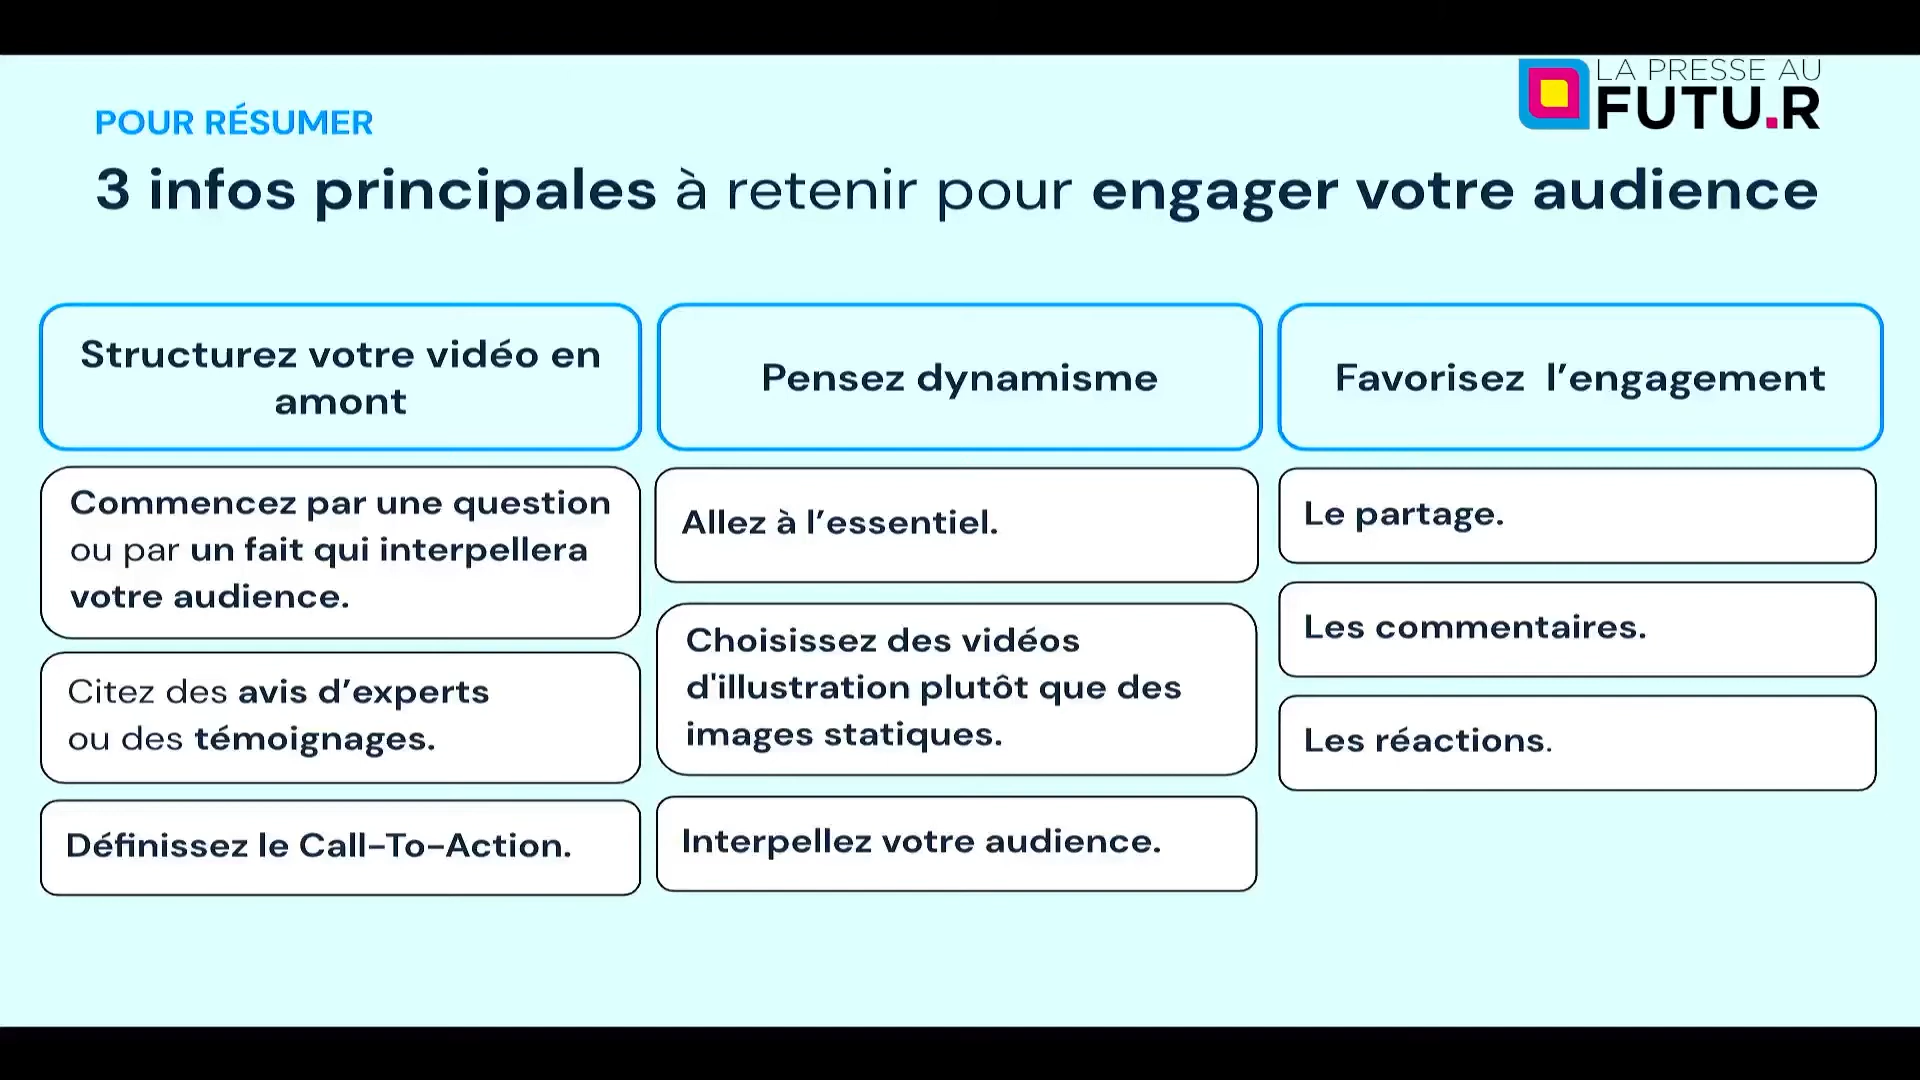 LA PRESSE AU
FUTU.R
POUR RÉSUMER
3 infos principales à retenir pour engager votre audience
Structurez votre vidéo en
amont
Commencez par une question
ou par un fait qui interpellera
votre audience.
Citez des avis d’experts
ou des témoignages.
Définissez le Call-To-Action.
Pensez dynamisme
Allez à l’essentiel.
Choisissez des vidéos
d'illustration plutôt que des
images statiques.
Interpellez votre audience.
Favorisez l’engagement
Le partage.
Les commentaires.
Les réactions.